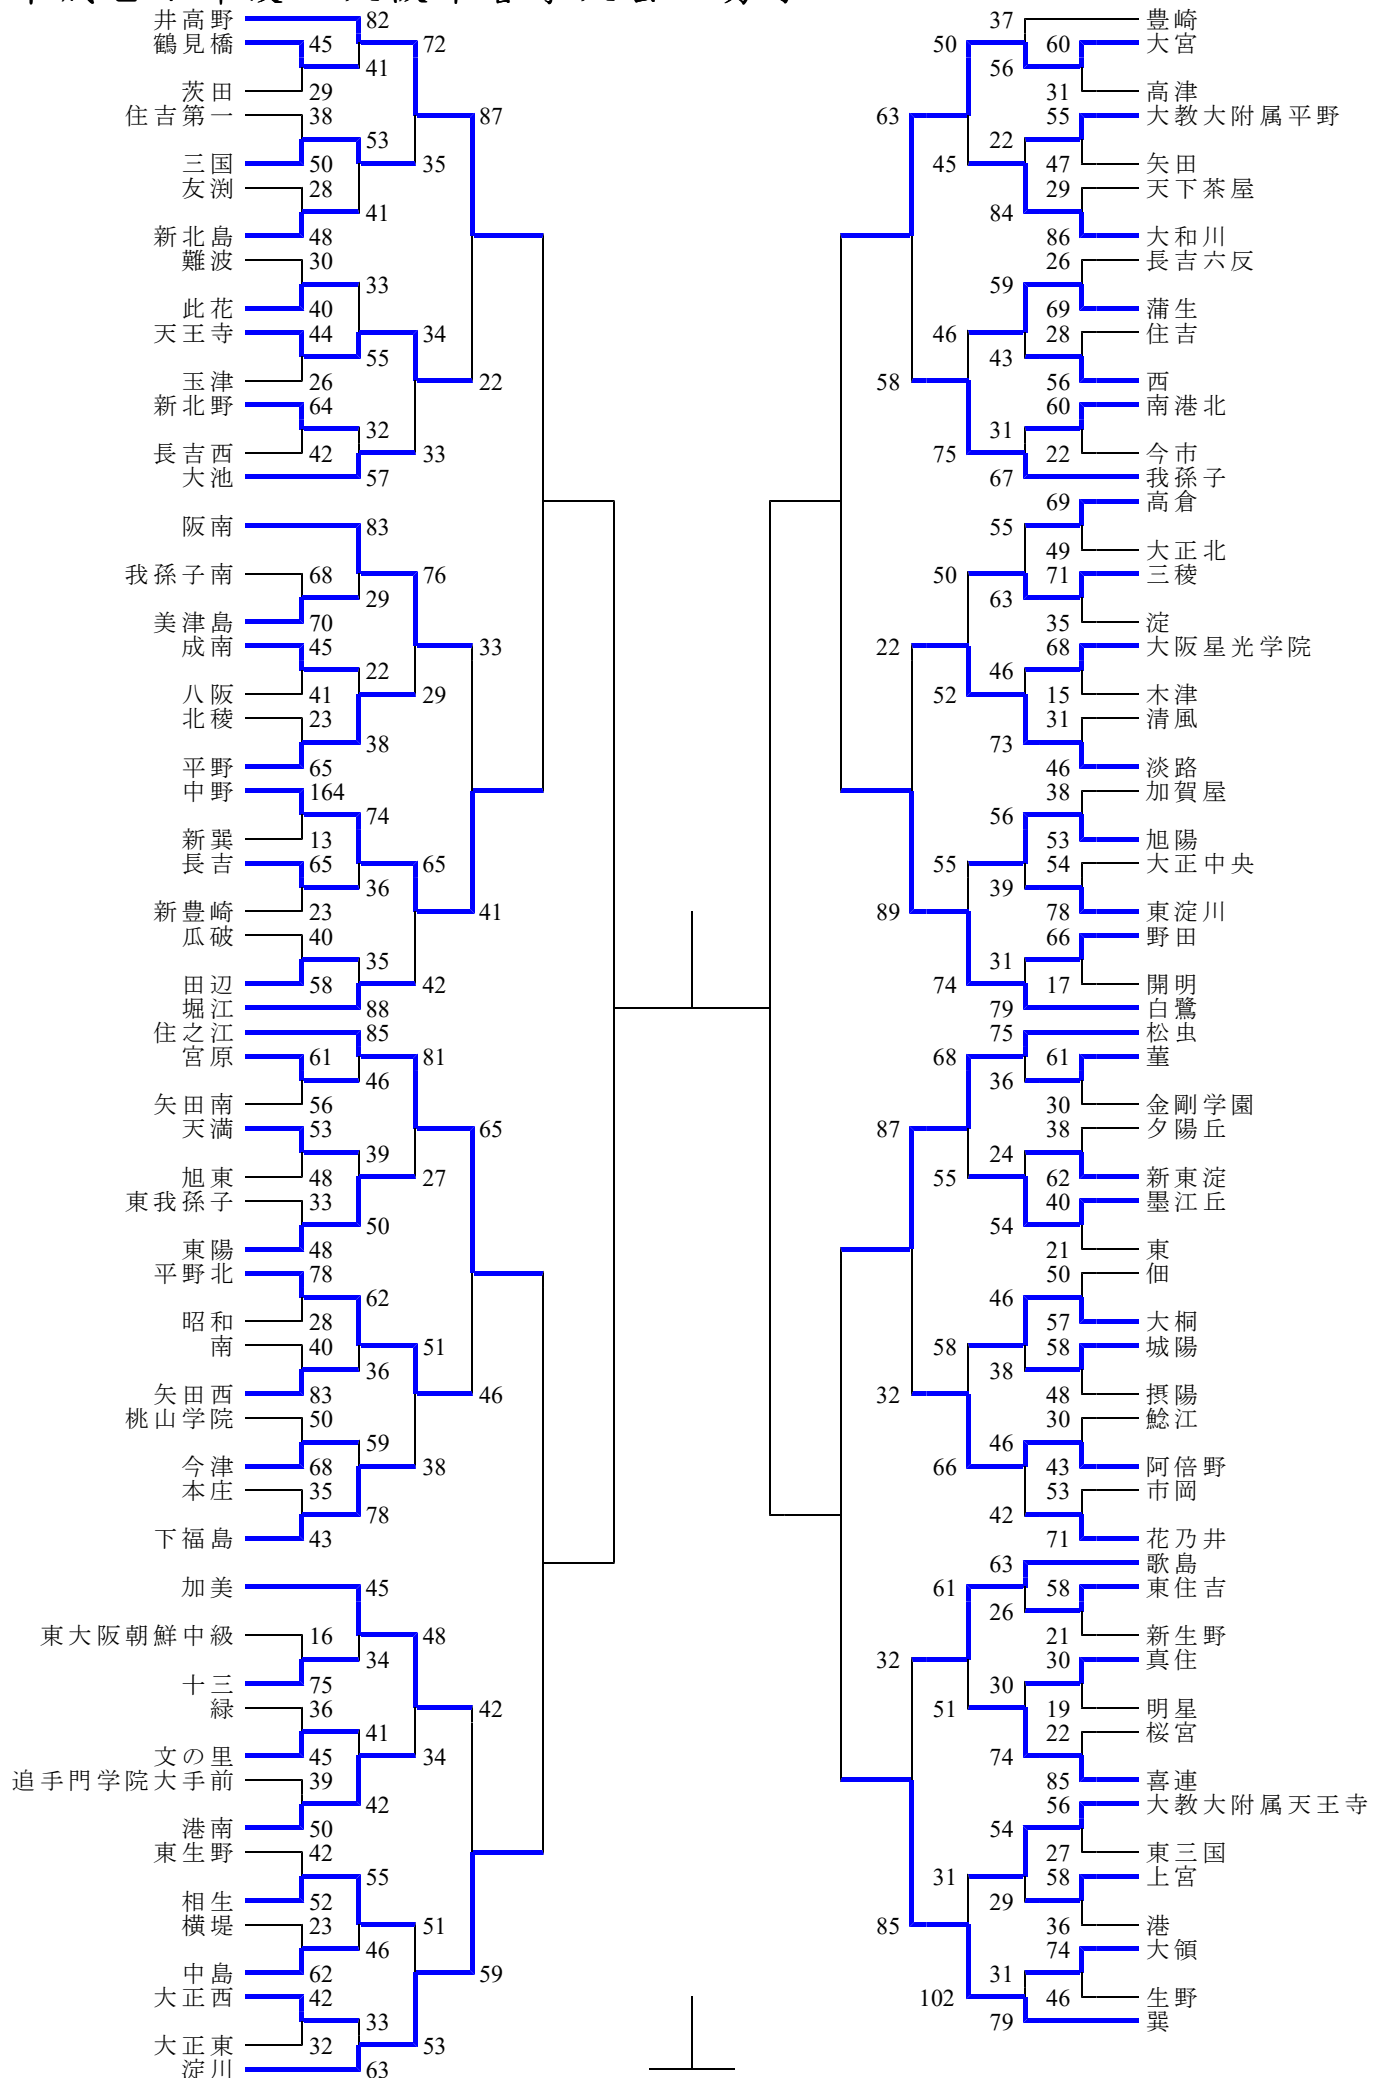 井高野 82 37 豊崎
鶴見橋 45 72 50 60 大宮
41 56
茨田 29 31 高津
住吉第一 38 87 63 55 大教大附属平野
53 22
三国 50 35 45 47 矢田
友渕 28 29 天下茶屋
41 84
新北島 48 86 大和川
難波 30 26 長吉六反
33 59
此花 40 69 蒲生
天王寺 44 34 46 28 住吉
55 43
玉津 26 22 58 56 西
新北野 64 60 南港北
32 31
長吉西 42 33 75 22 今市
大池 57 67 我孫子
69 高倉
阪南 83 55
49 大正北
我孫子南 68 76 50 71 三稜
29 63
美津島 70 35 淀
成南 45 33 22 68 大阪星光学院
22 46
八阪 41 29 52 15 木津
北稜 23 31 清風
38 73
平野 65 46 淡路
中野 164 38 加賀屋
74 56
新巽 13 53 旭陽
長吉 65 65 55 54 大正中央
36 39
新豊崎 23 41 89 78 東淀川
瓜破 40 66 野田
35 31
田辺 58 42 74 17 開明
堀江 88 79 白鷺
住之江 85 75 松虫
宮原 61 81 68 61 菫
46 36
矢田南 56 30 金剛学園
天満 53 65 87 38 夕陽丘
39 24
旭東 48 27 55 62 新東淀
東我孫子 33 40 墨江丘
50 54
東陽 48 21 東
平野北 78 50 佃
62 46
昭和 28 57 大桐
南 40 51 58 58 城陽
36 38
矢田西 83 46 32 48 摂陽
桃山学院 50 30 鯰江
59 46
今津 68 38 66 43 阿倍野
本庄 35 53 市岡
78 42
下福島 43 71 花乃井
63 歌島
加美 45 61 58 東住吉
26
東大阪朝鮮中級 16 48 21 新生野
34 32 30 真住
十三 75 30
緑 36 42 51 19 明星
41 22 桜宮
文の里 45 34 74
追手門学院大手前 39 85 喜連
42 56 大教大附属天王寺
港南 50 54
東生野 42 27 東三国
55 31 58 上宮
相生 52 29
横堤 23 51 85 36 港
46 74 大領
中島 62 59 31
大正西 42 102 46 生野
33 79 巽
大正東 32 53
淀川 63